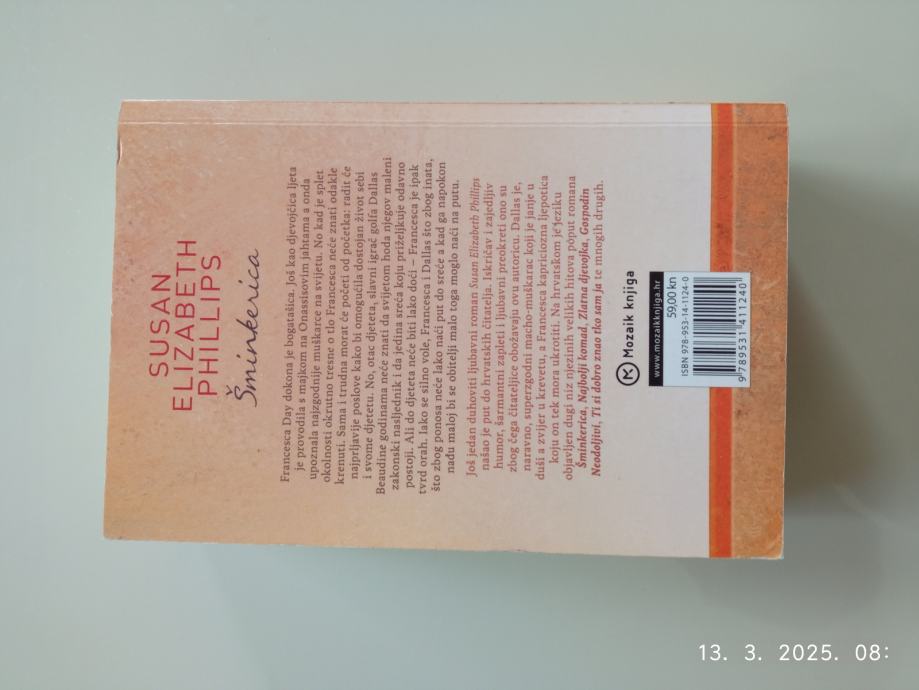 SUSAN
ELIZABETH
PHILLIPS
Šminkerica
Francesca Day dokona je bogatašica. Još kao djevojčica ljeta
je provodila s majkom na Onassisovim jahtama a onda
upoznala najzgodnije muškarce na svijetu. No kad je splet
okolnosti okrutno tresne o tlo Francesca neće znati odakle
krenuti. Sama i trudna morat će početi od početka: radit će
najprljavije poslove kako bi omogućila dostojan život sebi
i svome djetetu. No, otac djeteta, slavni igrač golfa Dallas
Beaudine godinama neće znati da svijetom hoda njegov maleni
zakonski nasljednik i da jedina sreća koju priželjkuje odavno
postoji. Ali do djeteta neće biti lako doći – Francesca je ipak
tvrd orah. Iako se silno vole, Francesca i Dallas što zbog inata,
što zbog ponosa neće lako naći put do sreće a kad ga napokon
nađu maloj bi se obitelji malo toga moglo naći na putu.
Još jedan duhoviti ljubavni roman Susan Elizabeth Phillips
našao je put do hrvatskih čitatelja. Iskričav i zajedljiv
humor, šarmantni zapleti i ljubavni preokreti ono su
zbog čega čitateljice obožavaju ovu autoricu. Dallas je,
naravno, superzgodni macho-muškarac koji je janje u
duši a zvijer u krevetu, a Francesca kapriciozna ljepotica
koju on tek mora ukrotiti. Na hrvatskom je jeziku
objavljen dugi niz njezinih velikih hitova poput romana
Šminkerica, Najbolji komad, Zlatna djevojka, Gospodin
Neodoljivi, Ti si dobro znao tko sam ja te mnogih drugih.
Mozaik knjiga
www.mozaikknjiga.hr
59,00 kn
ISBN 978-953-14-1124-0
9 789531 411240
13. 3. 2025. 08: